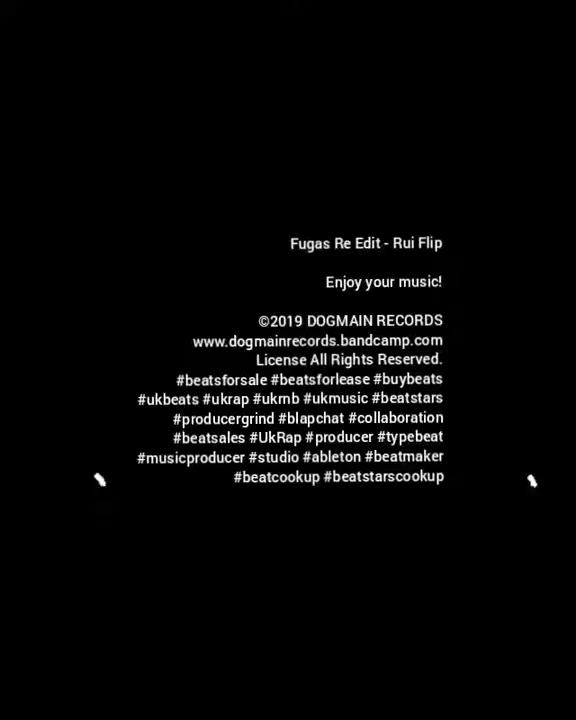 Fugas Re Edit - Rui Flip
Enjoy your music!
©2019 DOGMAIN RECORDS
www.dogmainrecords.bandcamp.com
License All Rights Reserved.
#beatsforsale #beatsforlease #buybeats
#ukbeats #ukrap #ukrnb #ukmusic #beatstars
#producergrind #blapchat #collaboration
#beatsales #UkRap #producer #typebeat
#musicproducer #studio #ableton #beatmaker
#beatcookup #beatstarscookup